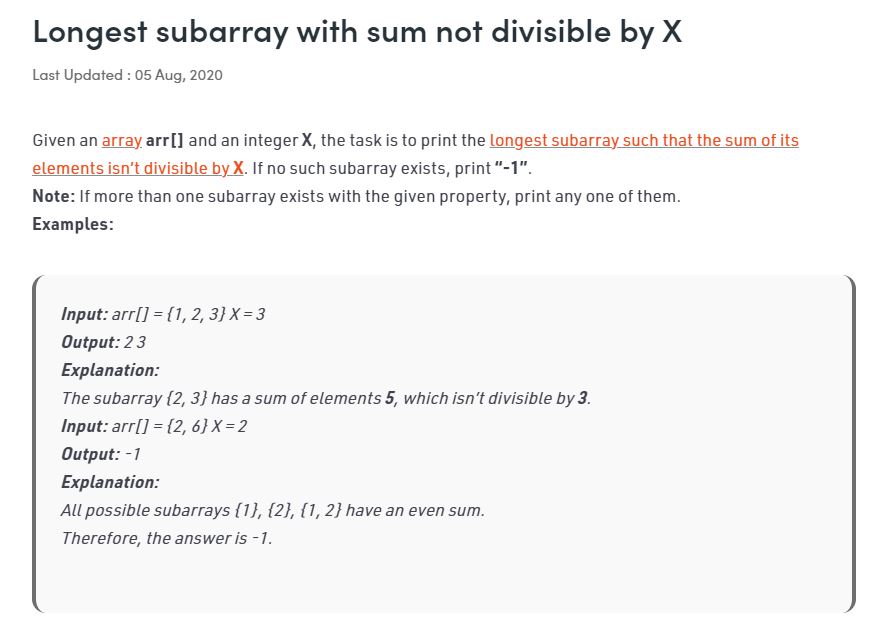 Longest subarray with sum not divisible by X
Last Updated : 05 Aug, 2020
Given an array arr[] and an integer X, the task is to print the longest subarray such that the sum of its
elements isn't divisible by X. If no such subarray exists, print “-1”.
Note: If more than one subarray exists with the given property, print any one of them.
Examples:
Input: arr[] = {1, 2, 3} X = 3
Output: 2 3
Explanation:
The subarray {2, 3} has a sum of elements 5, which isn't divisible by 3.
Input: arr[] = {2, 6} X = 2
Output: -1
Explanation:
All possible subarrays {1}, {2}, {1, 2} have an even sum.
Therefore, the answer is -1.